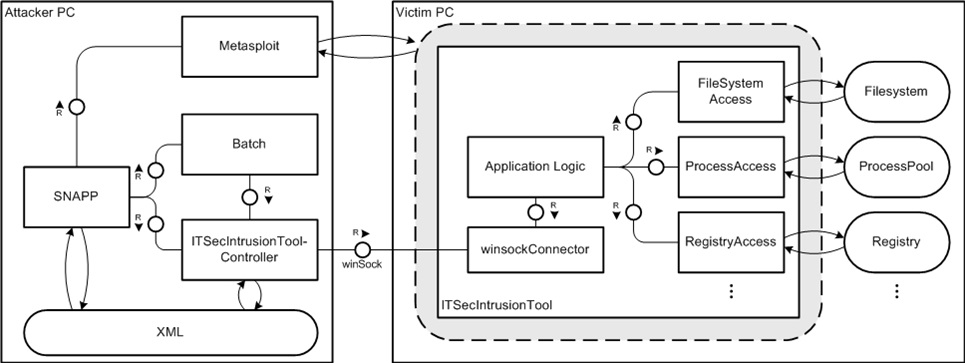 Attacker PC
Victim PC
Metasploit
R
Batch
R
SNAPP
R
R
ITSecIntrusionTool-
Controller
XML
R
winSock
Application Logic
R
winsockConnector
ITSecIntrusionTool
R
R
R
FileSystem
Access
ProcessAccess
RegistryAccess
Filesystem
ProcessPool
Registry